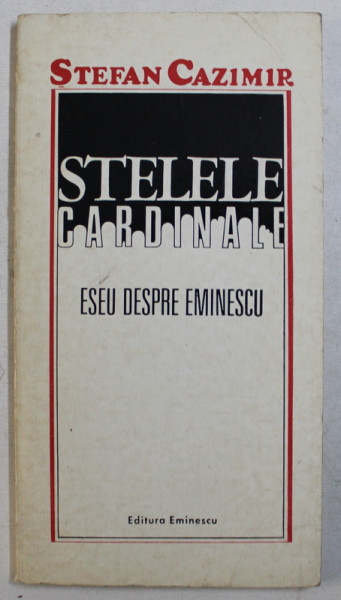 STEFAN CAZIMIR
STELELE
CARDINALE
ESEU DESPRE EMINESCU
Editura Eminescu